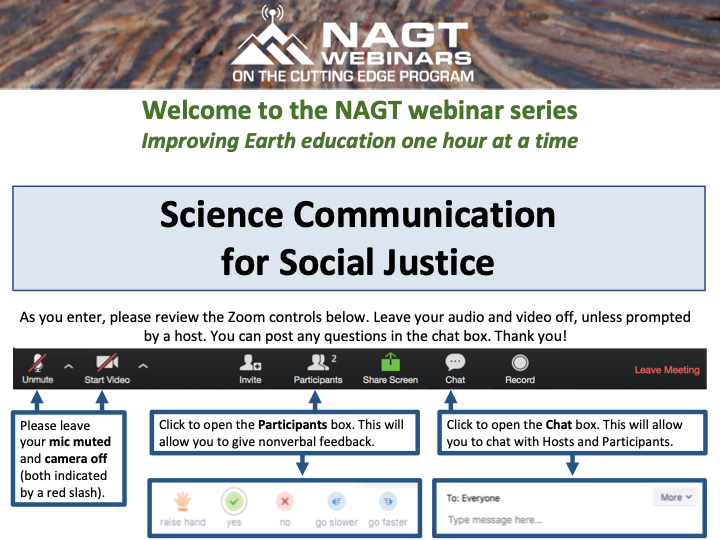 NAGT
WEBINARS
ON THE CUTTING EDGE PROGRAM
Welcome to the NAGT webinar series
Improving Earth education one hour at a time
Science Communication
for Social Justice
As you enter, please review the Zoom controls below. Leave your audio and video off, unless prompted
by a host. You can post any questions in the chat box. Thank you!
Unmute
Start Video
Invite
2
Participants
Share Screen
Chat
Record
Leave Meeting
Please leave
your mic muted
and camera off
(both indicated
by a red slash).
Click to open the Participants box. This will
allow you to give nonverbal feedback.
Click to open the Chat box. This will allow
you to chat with Hosts and Participants.
raise hand
yes
no
go slower
go faster
To: Everyone
More
Type message here...